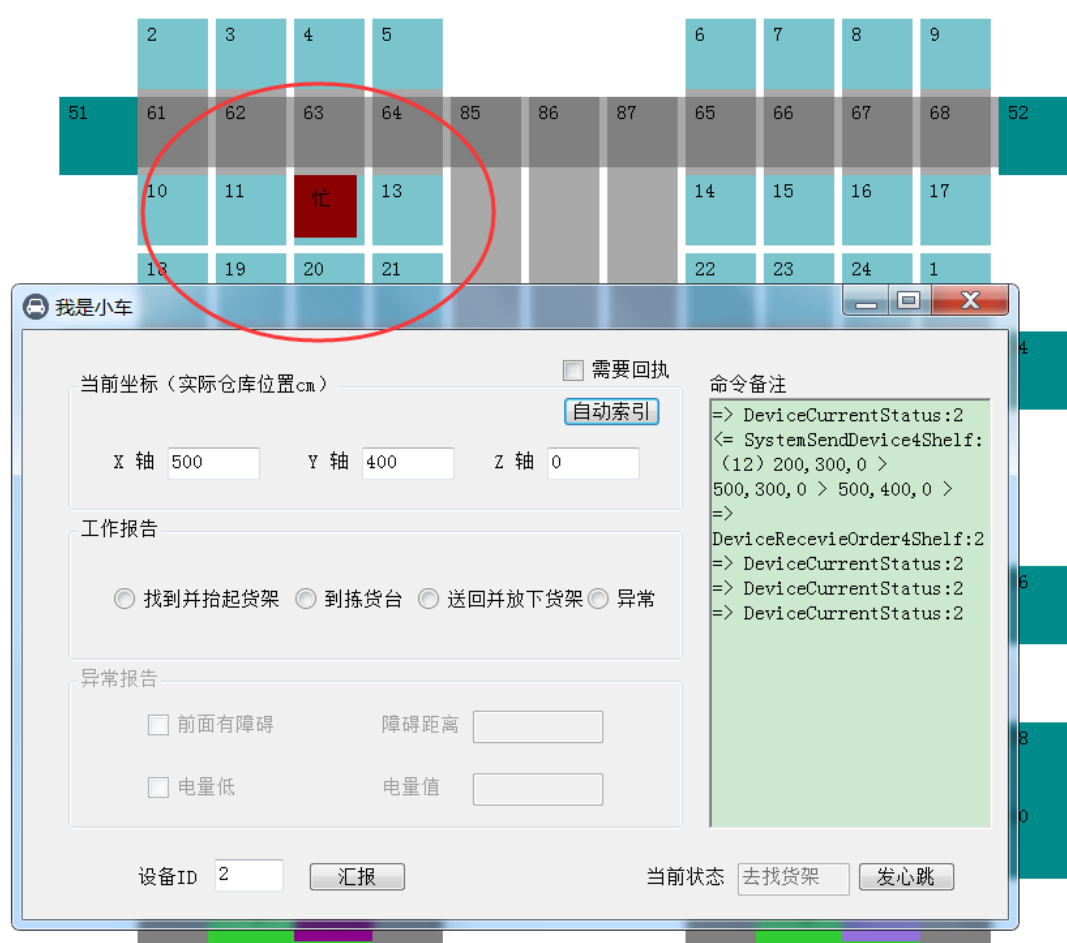 2 3 4 5 6 7 8 9
51 61 62 63 64 85 86 87 65 66 67 68 52
10 11 忙 13 14 15 16 17
18 19 20 21 22 23 24 1
我是小车
4
需要回执
当前坐标（实际仓库位置cm）
自动索引
X 轴 500 Y 轴 400 Z 轴 0
工作报告
找到并抬起货架 到拣货台 送回并放下货架 异常
异常报告
前面有障碍 障碍距离
电量低 电量值
设备ID 2 汇报
命令备注
=> DeviceCurrentStatus:2
<= SystemSendDevice4Shelf:
（12）200,300,0 >
500,300,0 > 500,400,0 >
=>
DeviceRecevieOrder4Shelf:2
=> DeviceCurrentStatus:2
=> DeviceCurrentStatus:2
=> DeviceCurrentStatus:2
当前状态 去找货架 发心跳
6
8
0